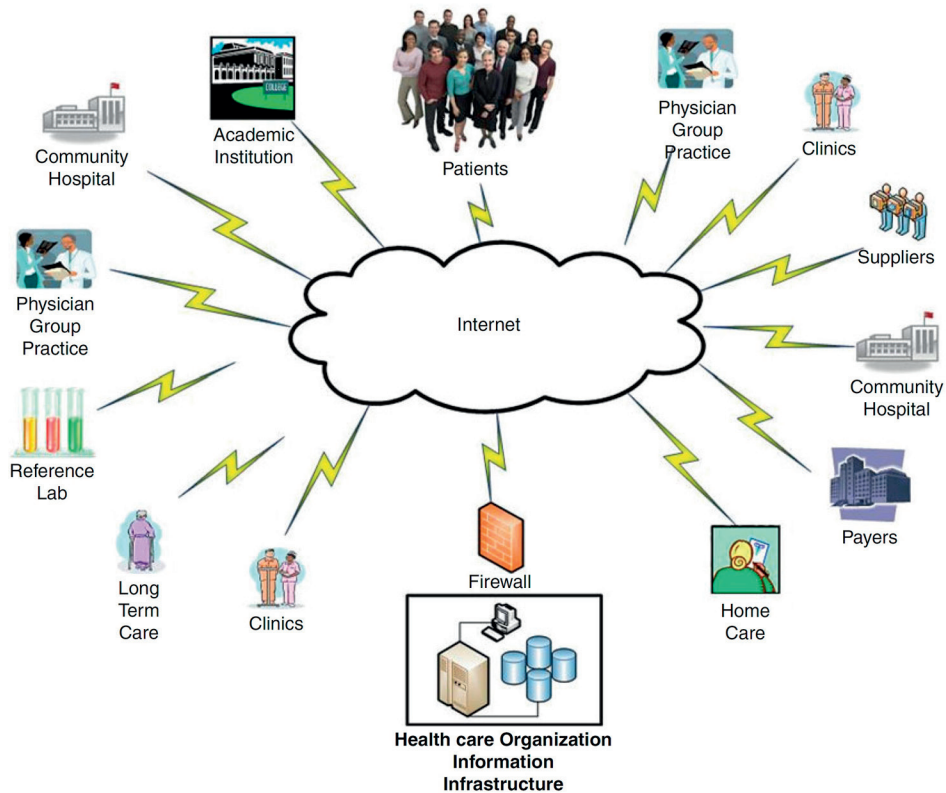 COLLEGE
Academic
Institution
Patients
Physician
Group
Practice
Clinics
Community
Hospital
Suppliers
Physician
Group
Practice
Internet
Community
Hospital
Reference
Lab
Payers
Long
Term
Care
Clinics
Firewall
Home
Care
Health care Organization
Information
Infrastructure